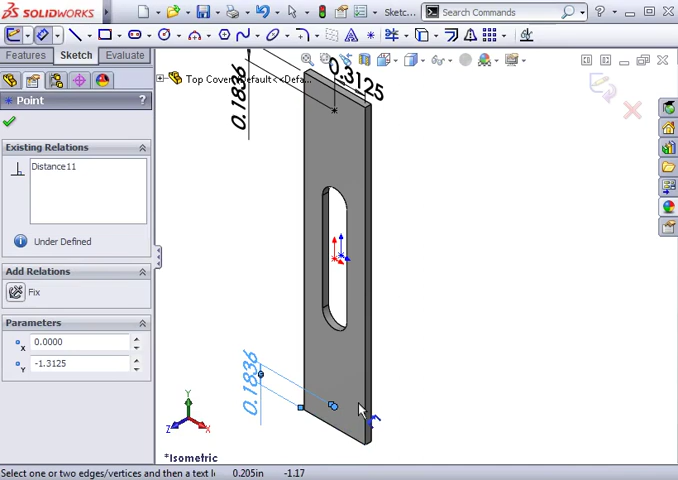 SOLIDWORKS
Sketc...
Search Commands
?
Features
Sketch
Evaluate
Top Cover (Default<<Defa...
Point
?
Existing Relations
Distance11
Under Defined
Add Relations
Fix
Parameters
x
0.0000
Y
-1.3125
0.1836
0.3125
0.1836
Y
Z
X
*Isometric
Select one or two edges/vertices and then a text l
0.205in
-1.17